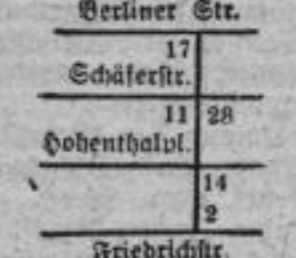 Berliner Str.
17
Schäferstr.
11 28
Hohenthalpl.
14
2
Friedrichstr.